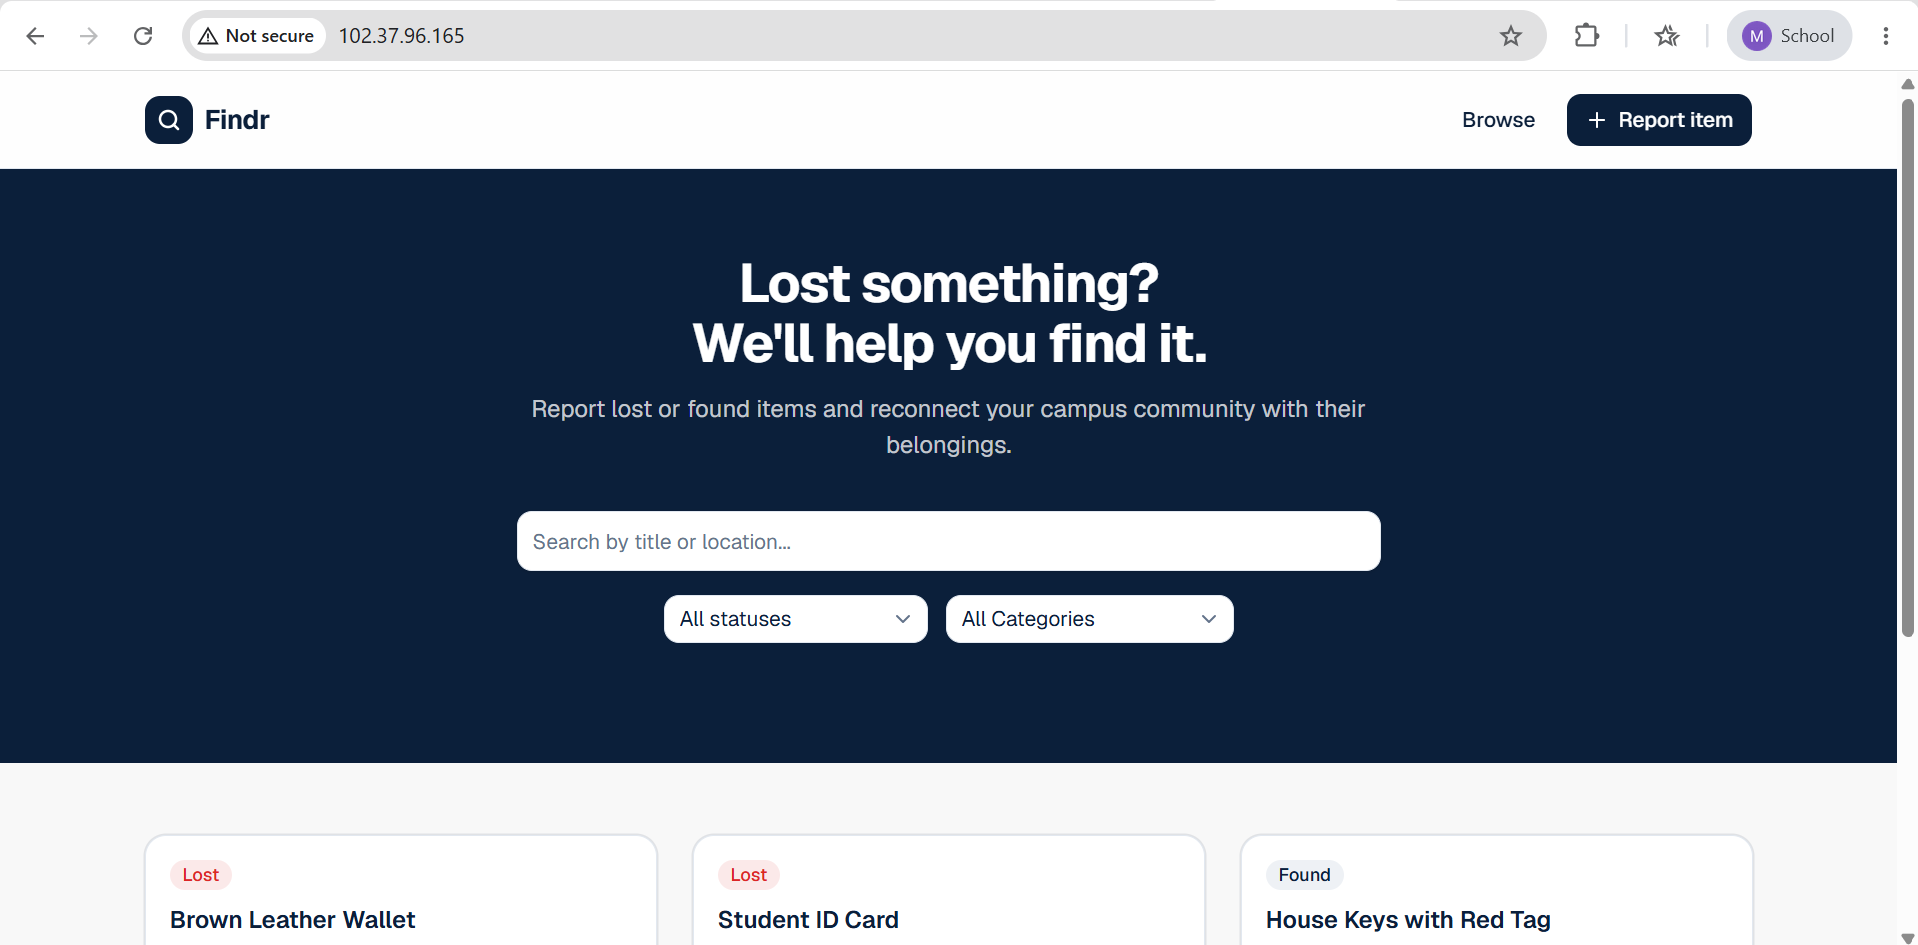 Not secure
102.37.96.165
M
School
Findr
Browse
+ Report item
Lost something?
We'll help you find it.
Report lost or found items and reconnect your campus community with their
belongings.
Search by title or location...
All statuses
All Categories
Lost
Brown Leather Wallet
Lost
Student ID Card
Found
House Keys with Red Tag